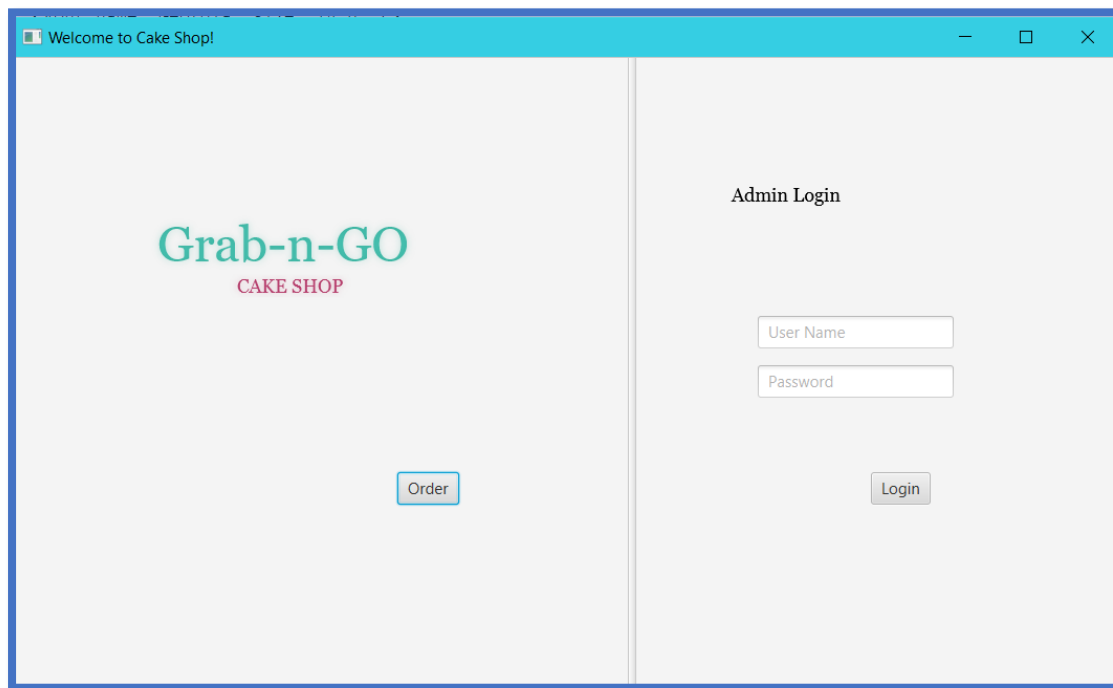 Welcome to Cake Shop!
Grab-n-GO
CAKE SHOP
Order
Admin Login
User Name
Password
Login